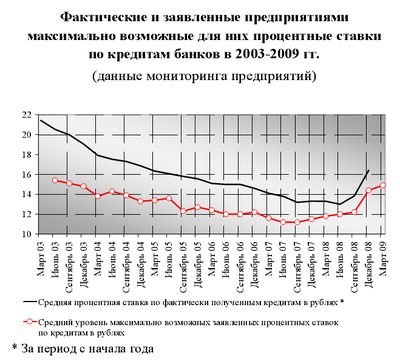 Фактические и заявленные предприятиями
максимально возможные для них процентные ставки
по кредитам банков в 2003-2009 гг.
(данные мониторинга предприятий)
22
20
18
16
14
12
10
Март 03
Июнь 03
Сентябрь 03
Декабрь 03
Март 04
Июнь 04
Сентябрь 04
Декабрь 04
Март 05
Июнь 05
Сентябрь 05
Декабрь 05
Март 06
Июнь 06
Сентябрь 06
Декабрь 06
Март 07
Июнь 07
Сентябрь 07
Декабрь 07
Март 08
Июнь 08
Сентябрь 08
Декабрь 08
Март 09
Средняя процентная ставка по фактически полученным кредитам в рублях *
Средний уровень максимально возможных заявленных процентных ставок
по кредитам в рублях
* За период с начала года